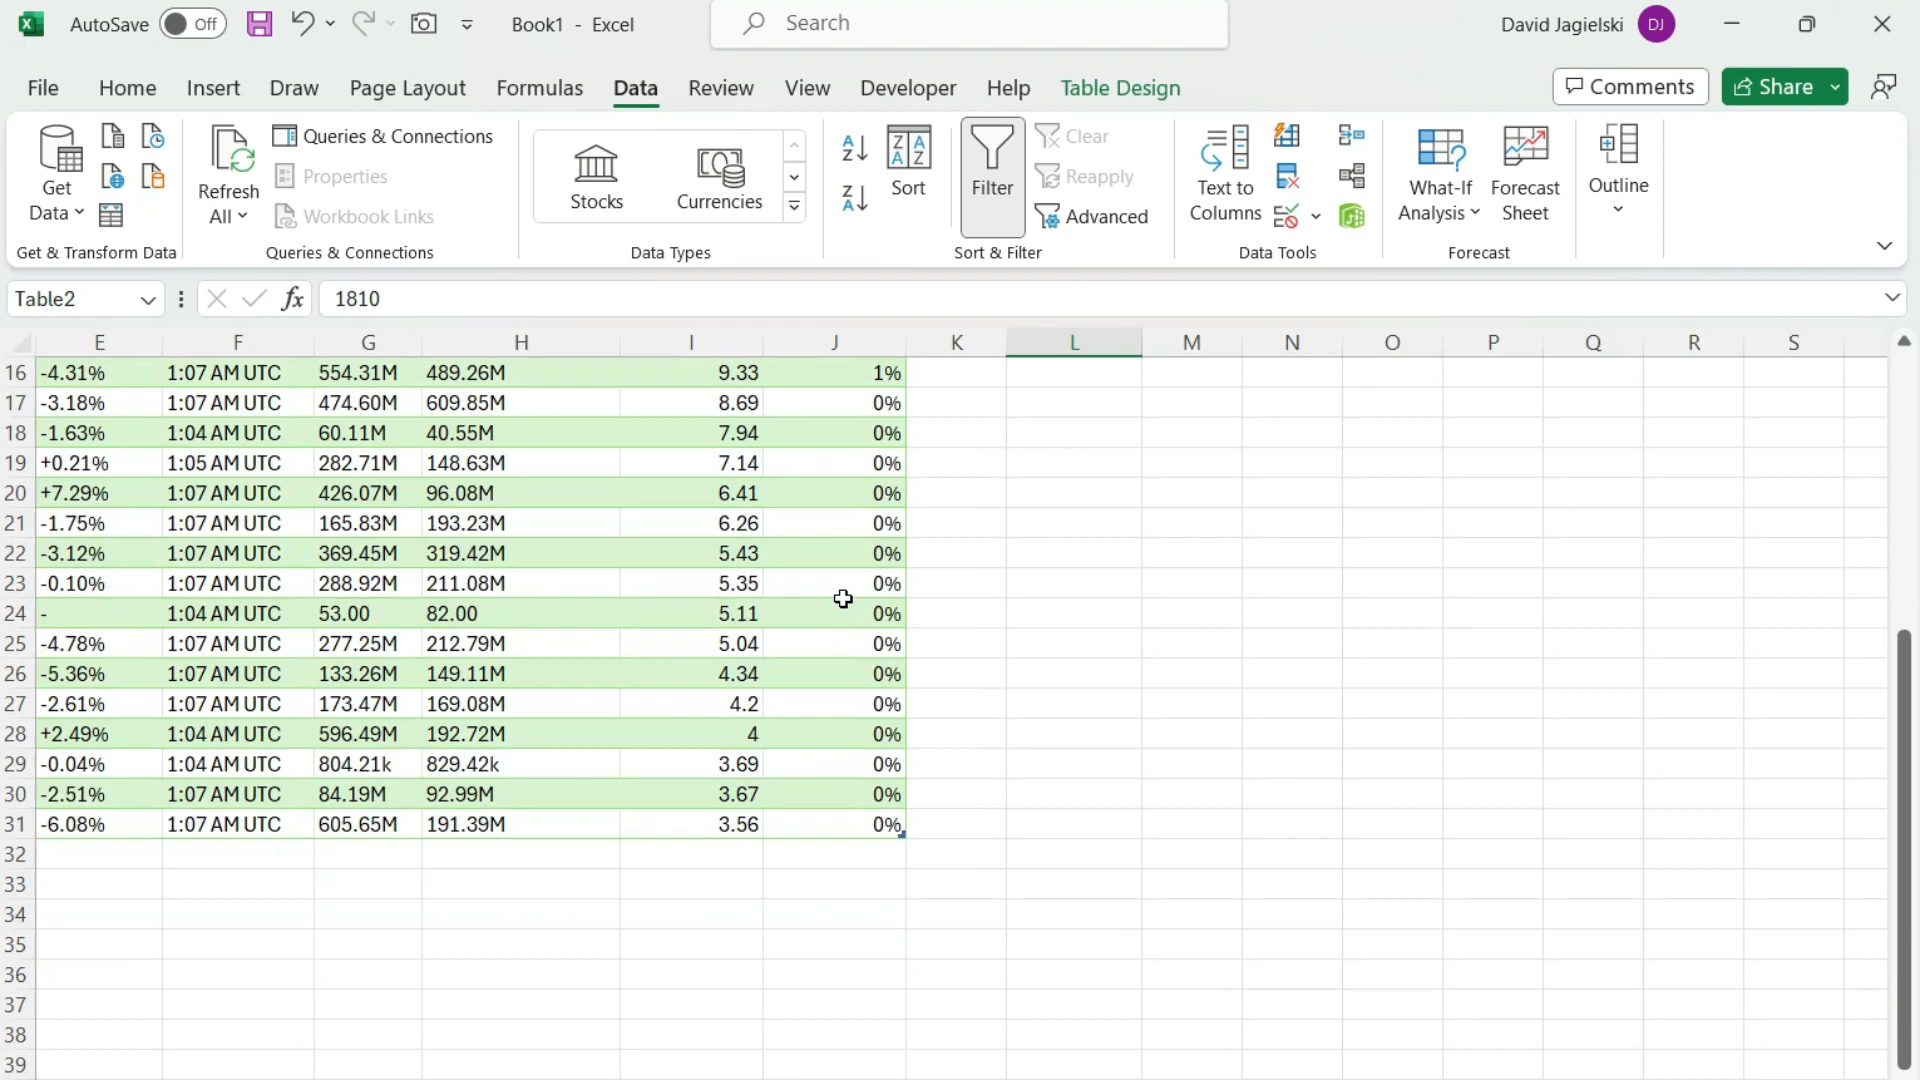 AutoSave Off Book1 - Excel Search David Jagielski DJ
File Home Insert Draw Page Layout Formulas Data Review View Developer Help Table Design Comments Share
Get Data
Refresh All
Queries & Connections
Properties
Workbook Links
Stocks
Currencies
Sort
Filter
Clear
Reapply
Advanced
Text to Columns
What-If Analysis
Forecast Sheet
Outline
Get & Transform Data Queries & Connections Data Types Sort & Filter Data Tools Forecast
Table2 fx 1810
E F G H I J K L M N O P Q R S
16 -4.31% 1:07 AM UTC 554.31M 489.26M 9.33 1%
17 -3.18% 1:07 AM UTC 474.60M 609.85M 8.69 0%
18 -1.63% 1:04 AM UTC 60.11M 40.55M 7.94 0%
19 +0.21% 1:05 AM UTC 282.71M 148.63M 7.14 0%
20 +7.29% 1:07 AM UTC 426.07M 96.08M 6.41 0%
21 -1.75% 1:07 AM UTC 165.83M 193.23M 6.26 0%
22 -3.12% 1:07 AM UTC 369.45M 319.42M 5.43 0%
23 -0.10% 1:07 AM UTC 288.92M 211.08M 5.35 0%
24 - 1:04 AM UTC 53.00 82.00 5.11 0%
25 -4.78% 1:07 AM UTC 277.25M 212.79M 5.04 0%
26 -5.36% 1:07 AM UTC 133.26M 149.11M 4.34 0%
27 -2.61% 1:07 AM UTC 173.47M 169.08M 4.2 0%
28 +2.49% 1:04 AM UTC 596.49M 192.72M 4 0%
29 -0.04% 1:04 AM UTC 804.21k 829.42k 3.69 0%
30 -2.51% 1:07 AM UTC 84.19M 92.99M 3.67 0%
31 -6.08% 1:07 AM UTC 605.65M 191.39M 3.56 0%
32
33
34
35
36
37
38
39